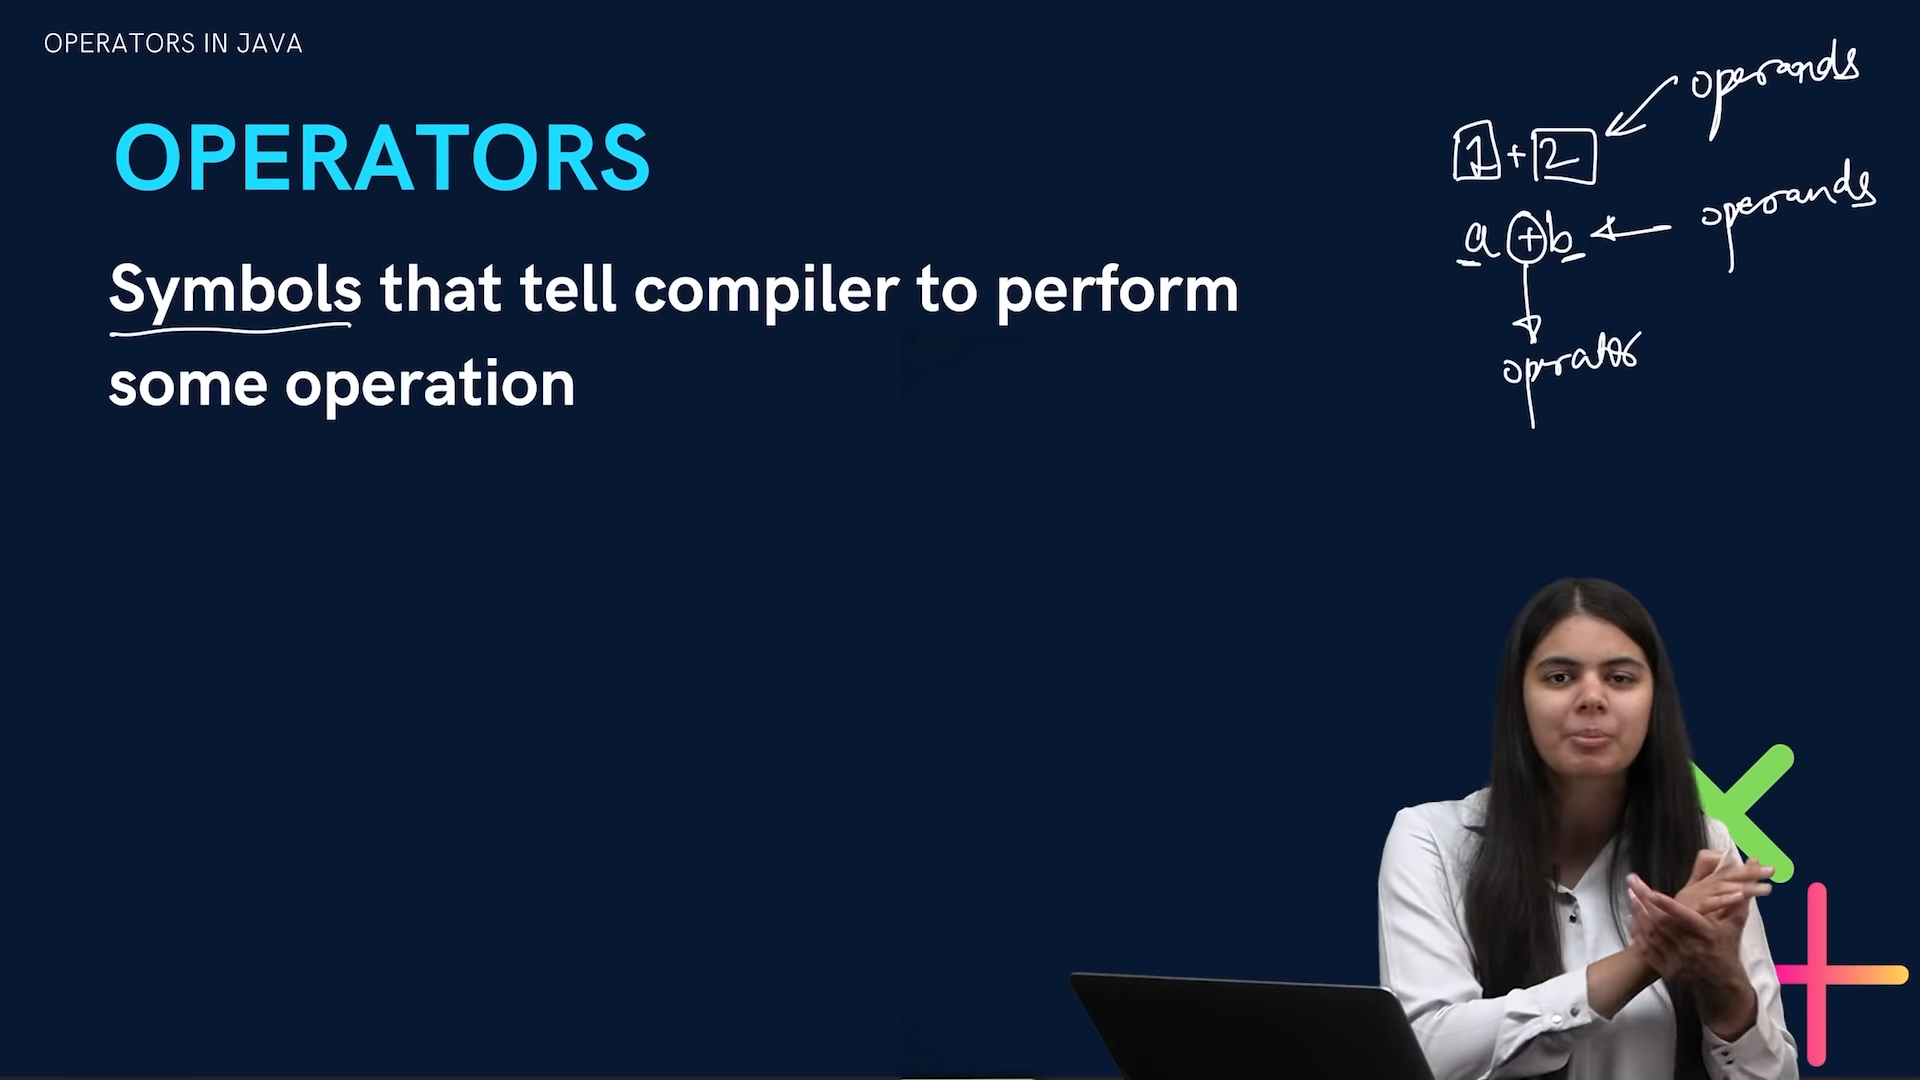 OPERATORS IN JAVA
OPERATORS
Symbols that tell compiler to perform
some operation
operands
1 + 2
operands
a + b
operator